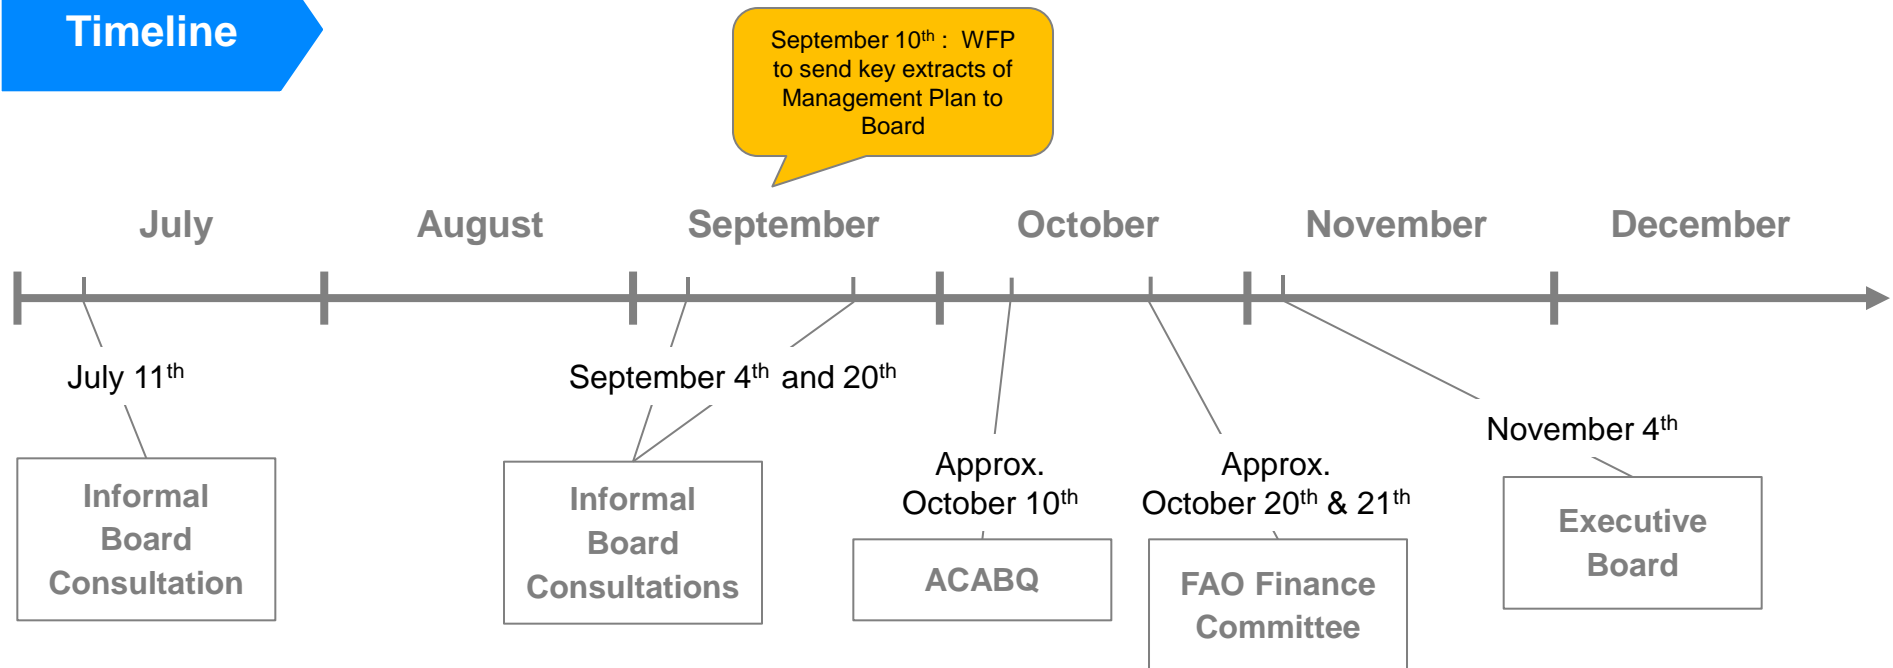 Timeline
September 10th : WFP
to send key extracts of
Management Plan to
Board
July
August
September
October
November
December
July 11th
September 4th and 20th
Approx.
October 10th
Approx.
October 20th & 21th
November 4th
Informal
Board
Consultation
Informal
Board
Consultations
ACABQ
FAO Finance
Committee
Executive
Board